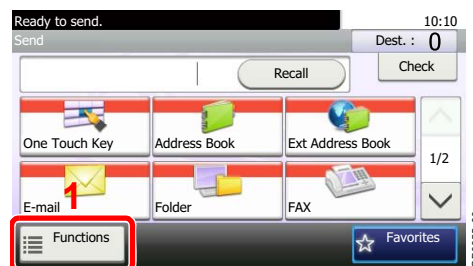 Ready to send.
10:10
Send
Dest. :
0
Recall
Check
One Touch Key
Address Book
Ext Address Book
1/2
E-mail
1
Folder
FAX
Functions
Favorites